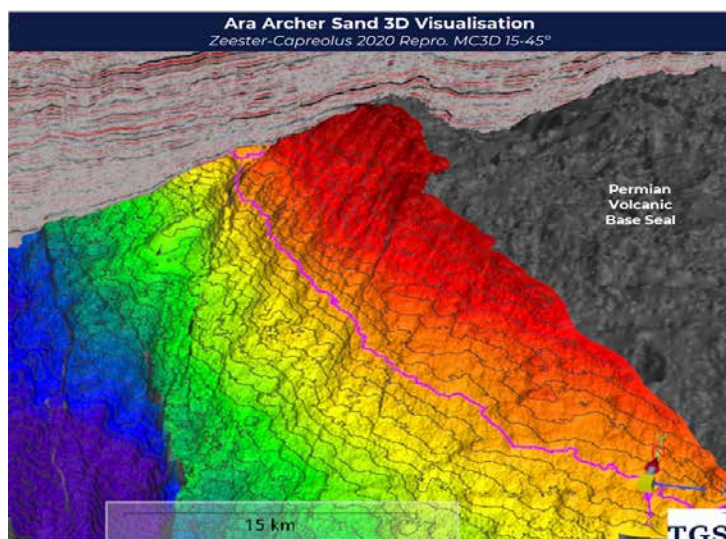 Ara Archer Sand 3D Visualisation
Zeester-Capreolus 2020 Repro. MC3D 15-45°
Permian
Volcanic
Base Seal
15 km
TGS